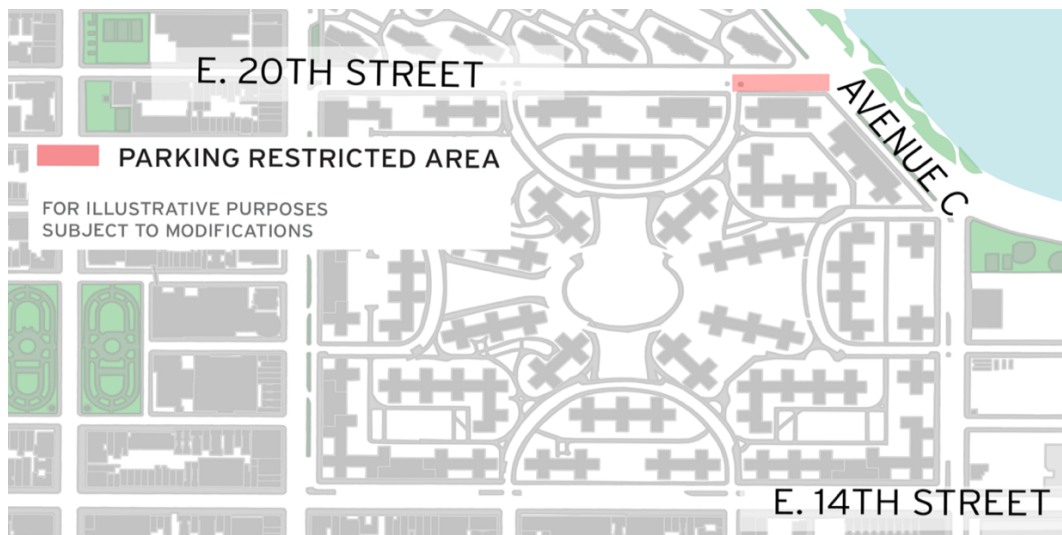 E. 20TH STREET
AVENUE C
PARKING RESTRICTED AREA
FOR ILLUSTRATIVE PURPOSES
SUBJECT TO MODIFICATIONS
E. 14TH STREET